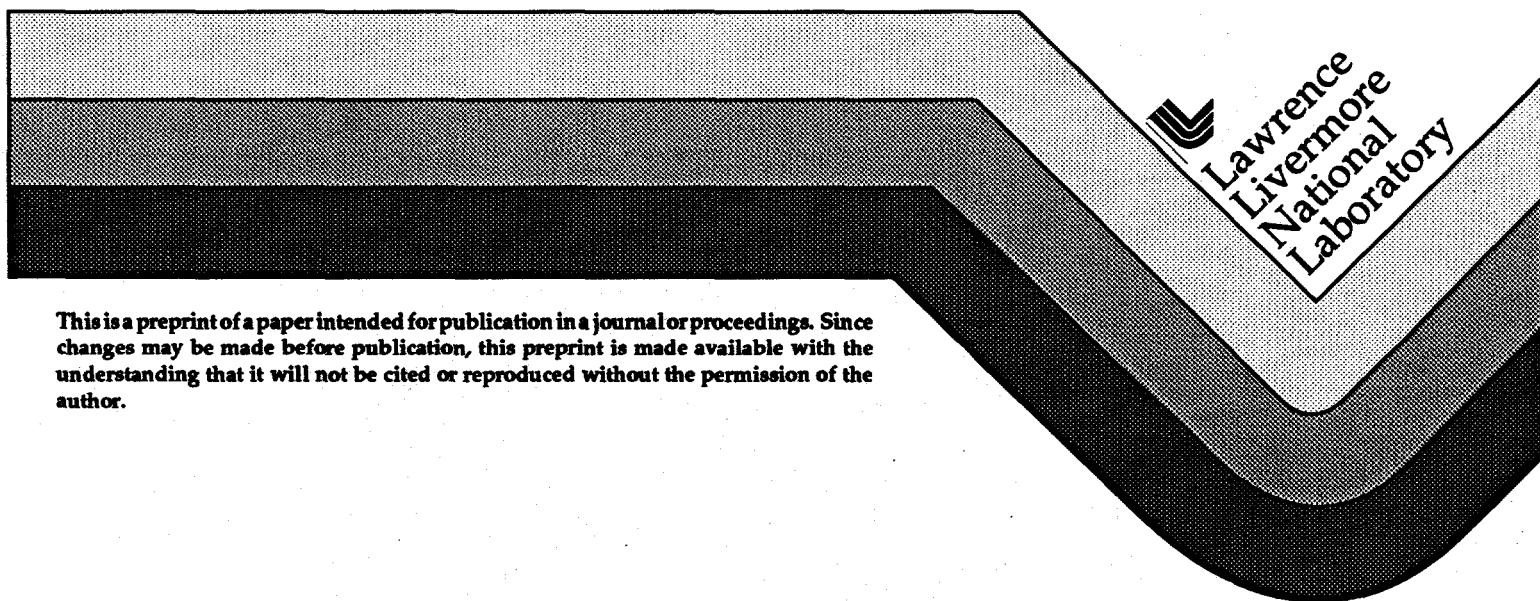 Lawrence
Livermore
National
Laboratory
This is a preprint of a paper intended for publication in a journal or proceedings. Since
changes may be made before publication, this preprint is made available with the
understanding that it will not be cited or reproduced without the permission of the
author.